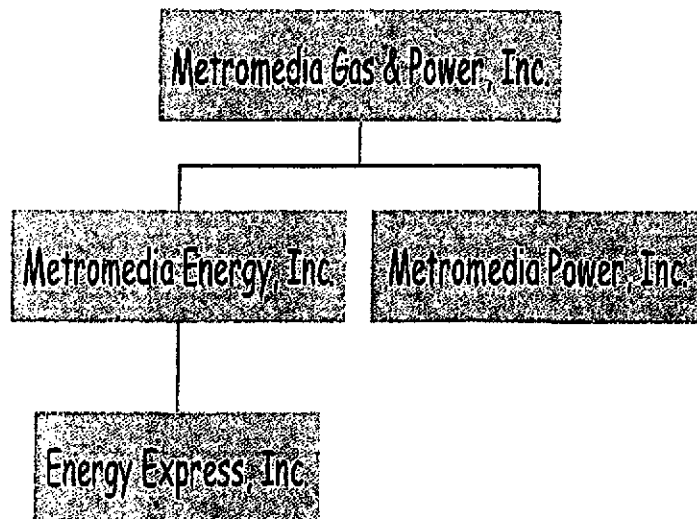 Metromedia Gas & Power, Inc.
Metromedia Energy, Inc.
Metromedia Power, Inc.
Energy Express, Inc